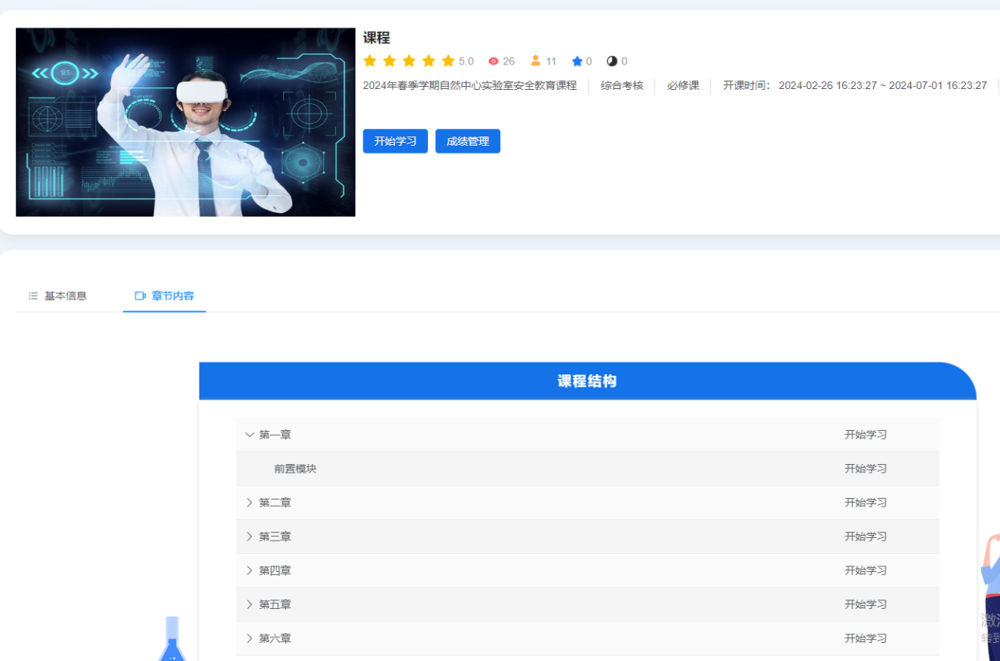 185
课程
5.0 26 11 0 0
2024年春季学期自然中心实验室安全教育课程 综合考核 必修课 开课时间： 2024-02-26 16:23:27 ~ 2024-07-01 16:23:27
开始学习 成绩管理
基本信息 章节内容
课程结构
第一章 开始学习
前置模块 开始学习
第二章 开始学习
第三章 开始学习
第四章 开始学习
第五章 开始学习
第六章 开始学习
激
转到